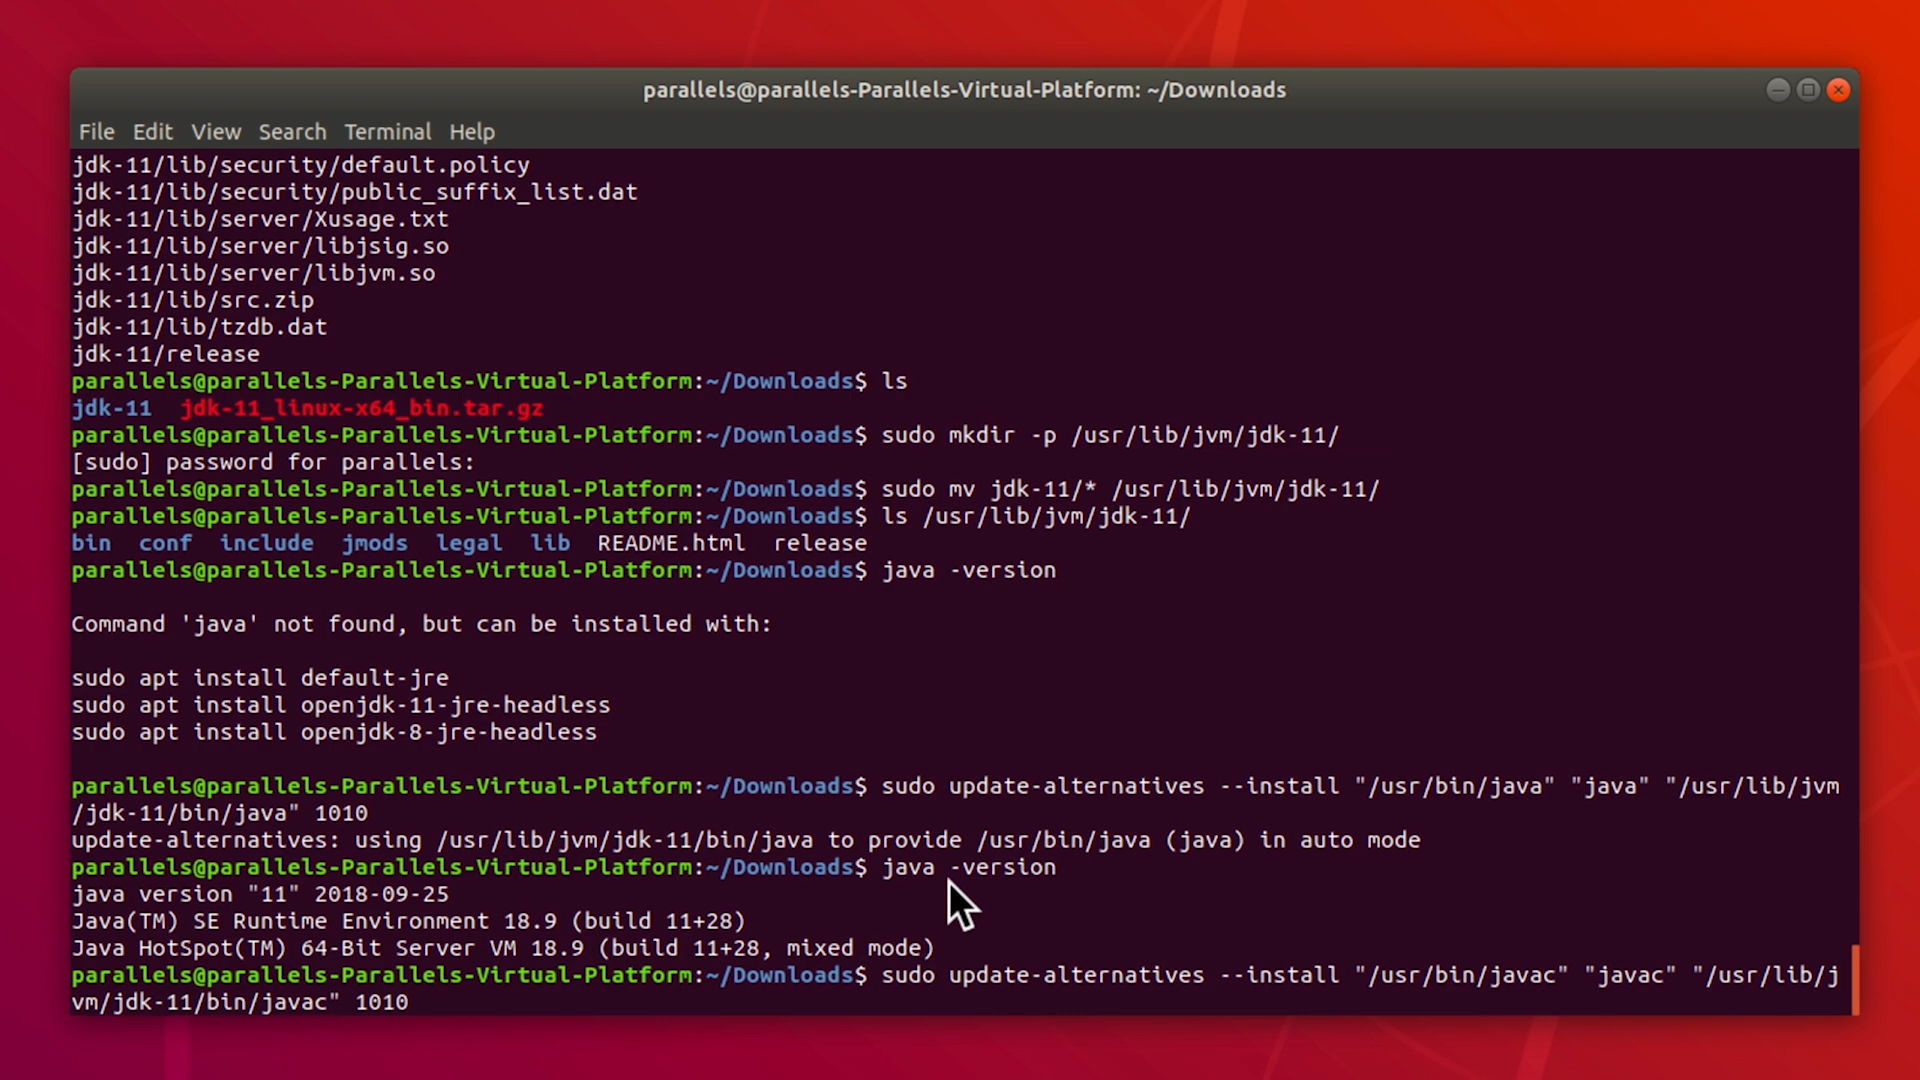 parallels@parallels-Parallels-Virtual-Platform: ~/Downloads
File Edit View Search Terminal Help
jdk-11/lib/security/default.policy
jdk-11/lib/security/public_suffix_list.dat
jdk-11/lib/server/Xusage.txt
jdk-11/lib/server/libjsig.so
jdk-11/lib/server/libjvm.so
jdk-11/lib/src.zip
jdk-11/lib/tzdb.dat
jdk-11/release
parallels@parallels-Parallels-Virtual-Platform:~/Downloads$ ls
jdk-11  jdk-11_linux-x64_bin.tar.gz
parallels@parallels-Parallels-Virtual-Platform:~/Downloads$ sudo mkdir -p /usr/lib/jvm/jdk-11/
[sudo] password for parallels:
parallels@parallels-Parallels-Virtual-Platform:~/Downloads$ sudo mv jdk-11/* /usr/lib/jvm/jdk-11/
parallels@parallels-Parallels-Virtual-Platform:~/Downloads$ ls /usr/lib/jvm/jdk-11/
bin  conf  include  jmods  legal  lib  README.html  release
parallels@parallels-Parallels-Virtual-Platform:~/Downloads$ java -version
Command 'java' not found, but can be installed with:
sudo apt install default-jre
sudo apt install openjdk-11-jre-headless
sudo apt install openjdk-8-jre-headless
parallels@parallels-Parallels-Virtual-Platform:~/Downloads$ sudo update-alternatives --install "/usr/bin/java" "java" "/usr/lib/jvm
/jdk-11/bin/java" 1010
update-alternatives: using /usr/lib/jvm/jdk-11/bin/java to provide /usr/bin/java (java) in auto mode
parallels@parallels-Parallels-Virtual-Platform:~/Downloads$ java -version
java version "11" 2018-09-25
Java(TM) SE Runtime Environment 18.9 (build 11+28)
Java HotSpot(TM) 64-Bit Server VM 18.9 (build 11+28, mixed mode)
parallels@parallels-Parallels-Virtual-Platform:~/Downloads$ sudo update-alternatives --install "/usr/bin/javac" "javac" "/usr/lib/j
vm/jdk-11/bin/javac" 1010